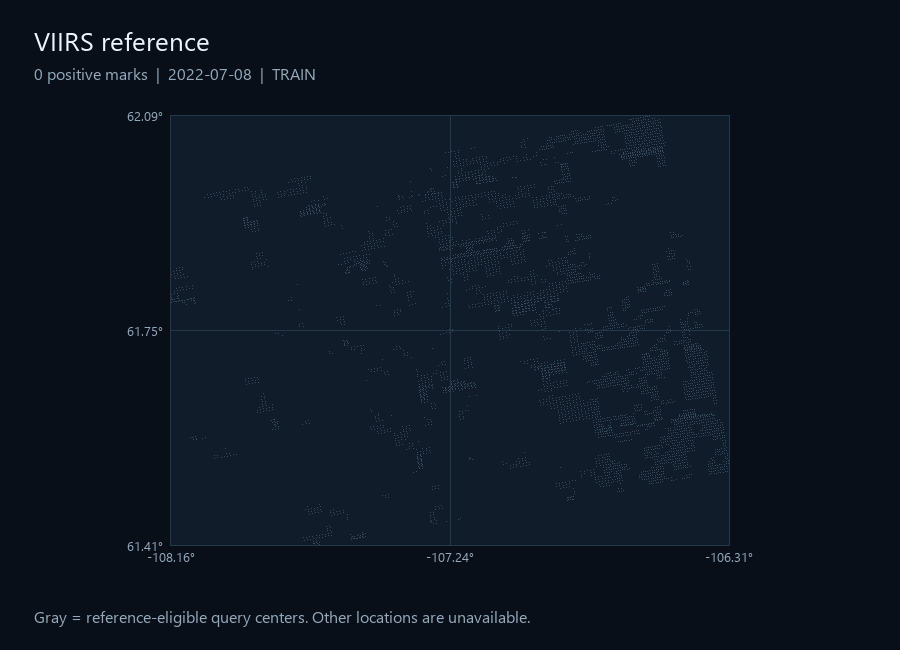 VIIRS reference
0 positive marks | 2022-07-08 | TRAIN
62.09°
61.75°
61.41°
-108.16°
-107.24°
-106.31°
Gray = reference-eligible query centers. Other locations are unavailable.